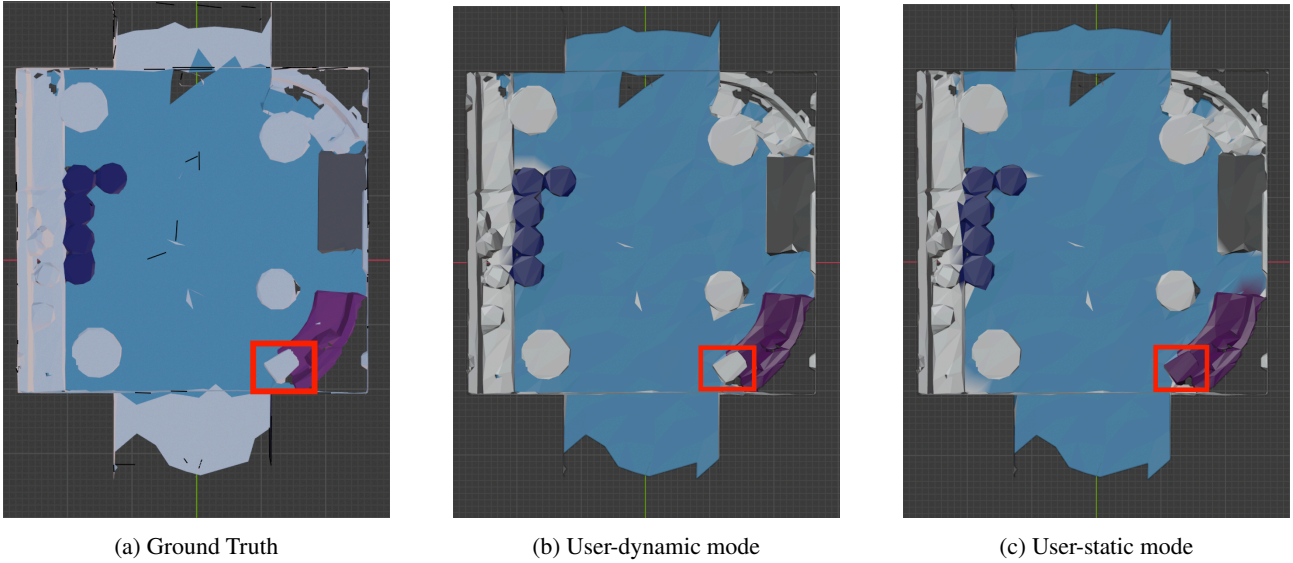 (a) Ground Truth
(b) User-dynamic mode
(c) User-static mode